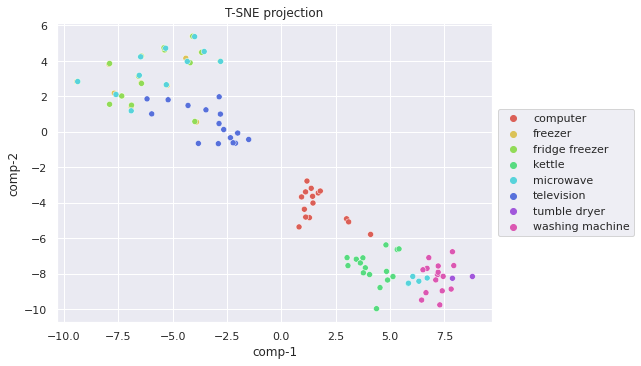 T-SNE projection
6
4
2
0
−2
−4
−6
−8
−10
comp-2
−10.0
−7.5
−5.0
−2.5
0.0
2.5
5.0
7.5
comp-1
computer
freezer
fridge freezer
kettle
microwave
television
tumble dryer
washing machine